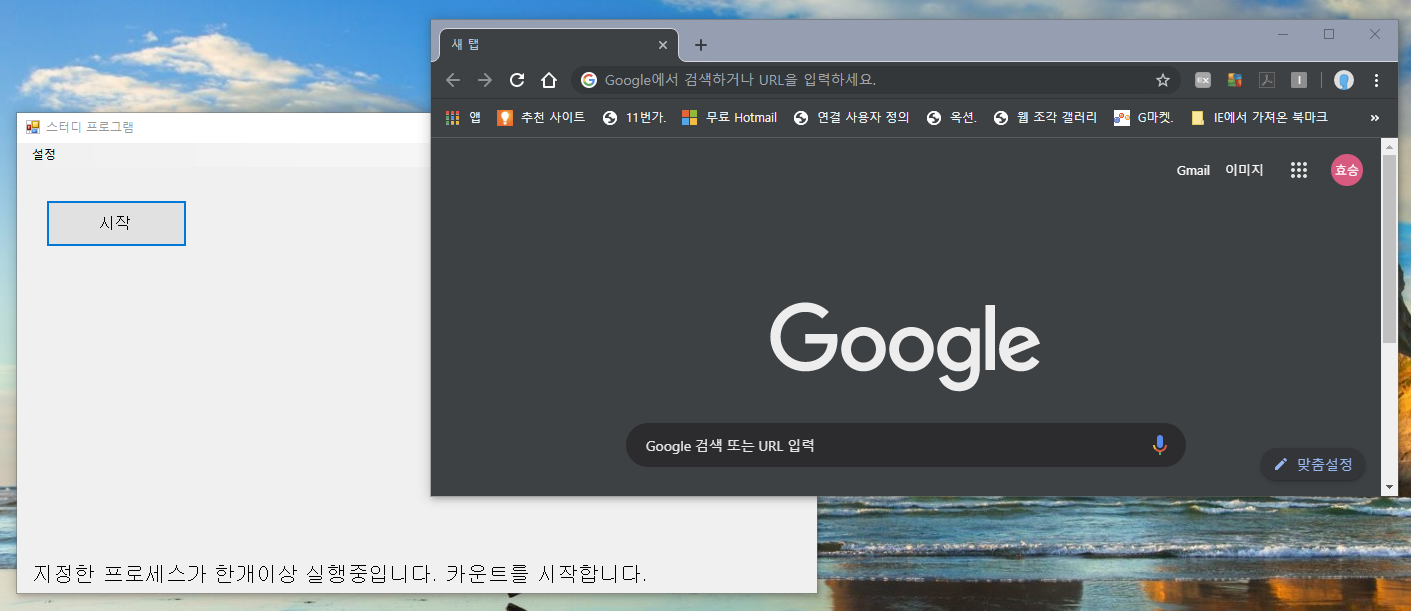 새 탭
Google에서 검색하거나 URL을 입력하세요.
앱 추천 사이트 11번가. 무료 Hotmail 연결 사용자 정의 옥션. 웹 조각 갤러리 G마켓. IE에서 가져온 북마크 »
Gmail 이미지 효승
Google
Google 검색 또는 URL 입력
맞춤설정
스터디 프로그램
설정
시작
지정한 프로세스가 한개이상 실행중입니다. 카운트를 시작합니다.